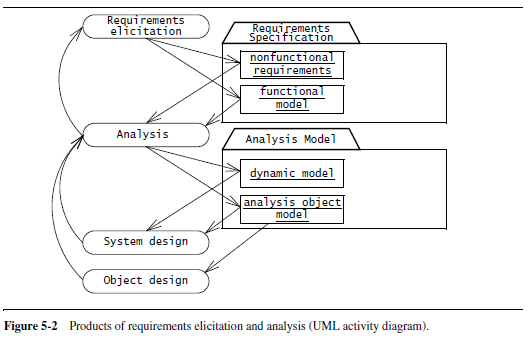 Requirements
elicitation
Requirements
Specification
nonfunctional
requirements
functional
model
Analysis
Analysis Model
dynamic model
analysis object
model
System design
Object design
Figure 5-2 Products of requirements elicitation and analysis (UML activity diagram).